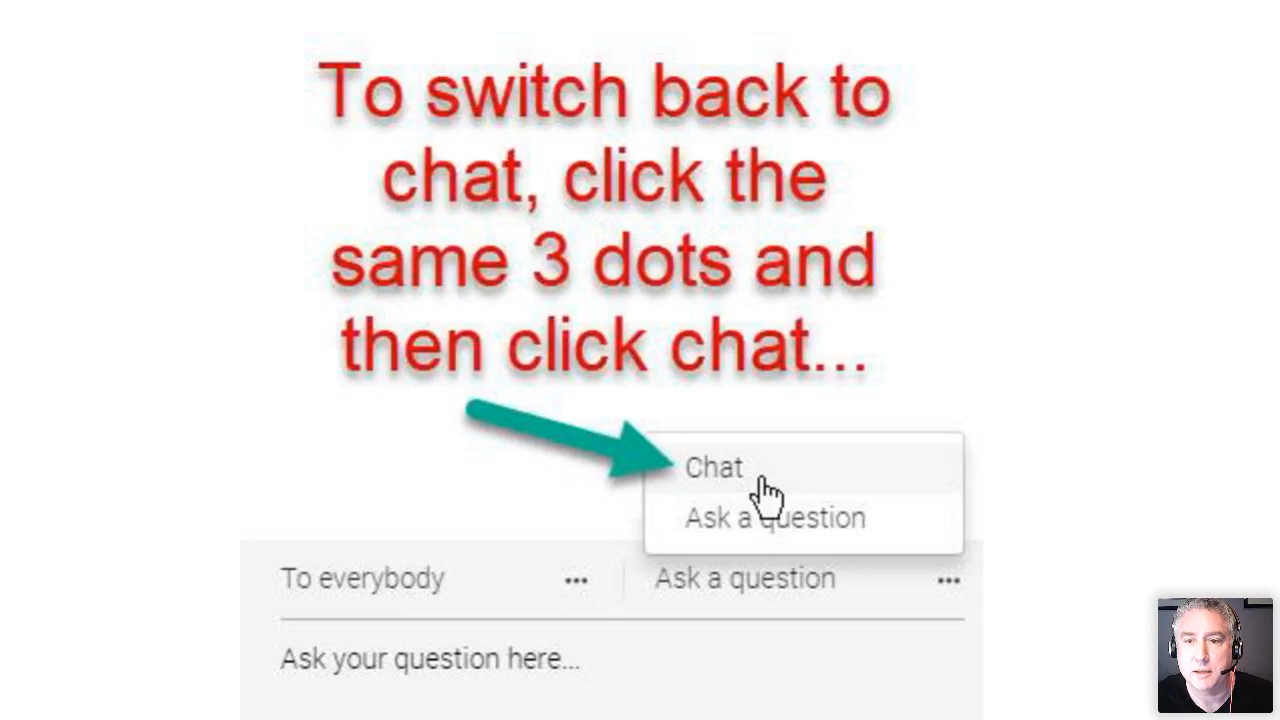 To switch back to
chat, click the
same 3 dots and
then click chat...
Chat
Ask a question
To everybody ... Ask a question ...
Ask your question here...